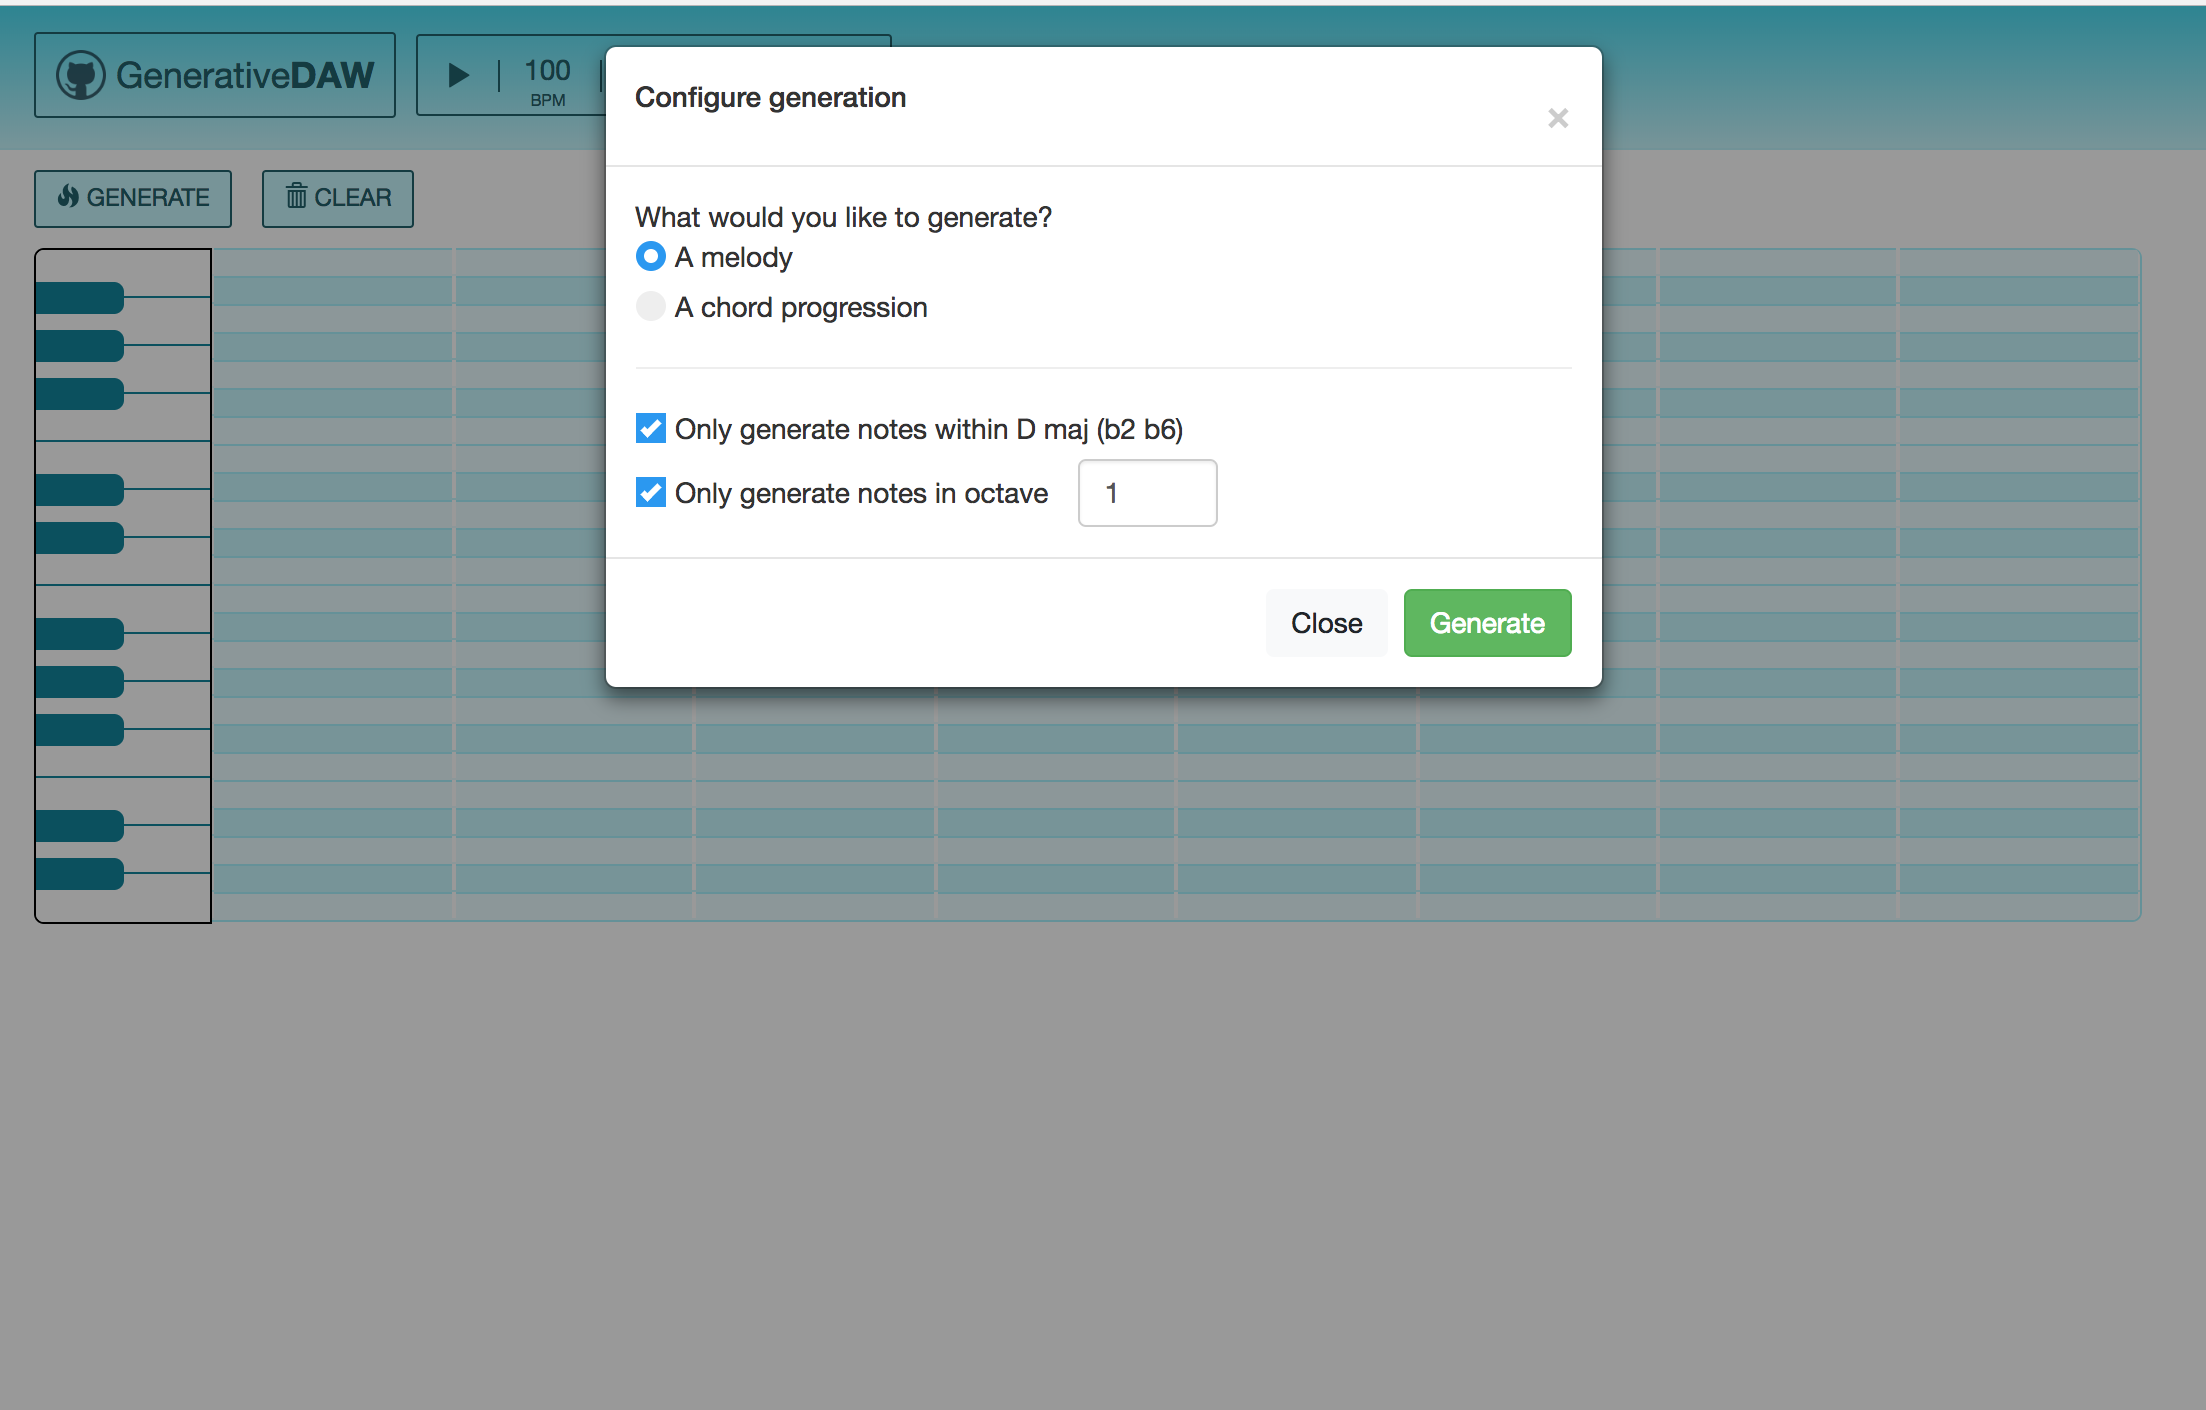 GenerativeDAW
100
BPM
GENERATE
CLEAR
Configure generation
×
What would you like to generate?
A melody
A chord progression
Only generate notes within D maj (b2 b6)
Only generate notes in octave 1
Close
Generate